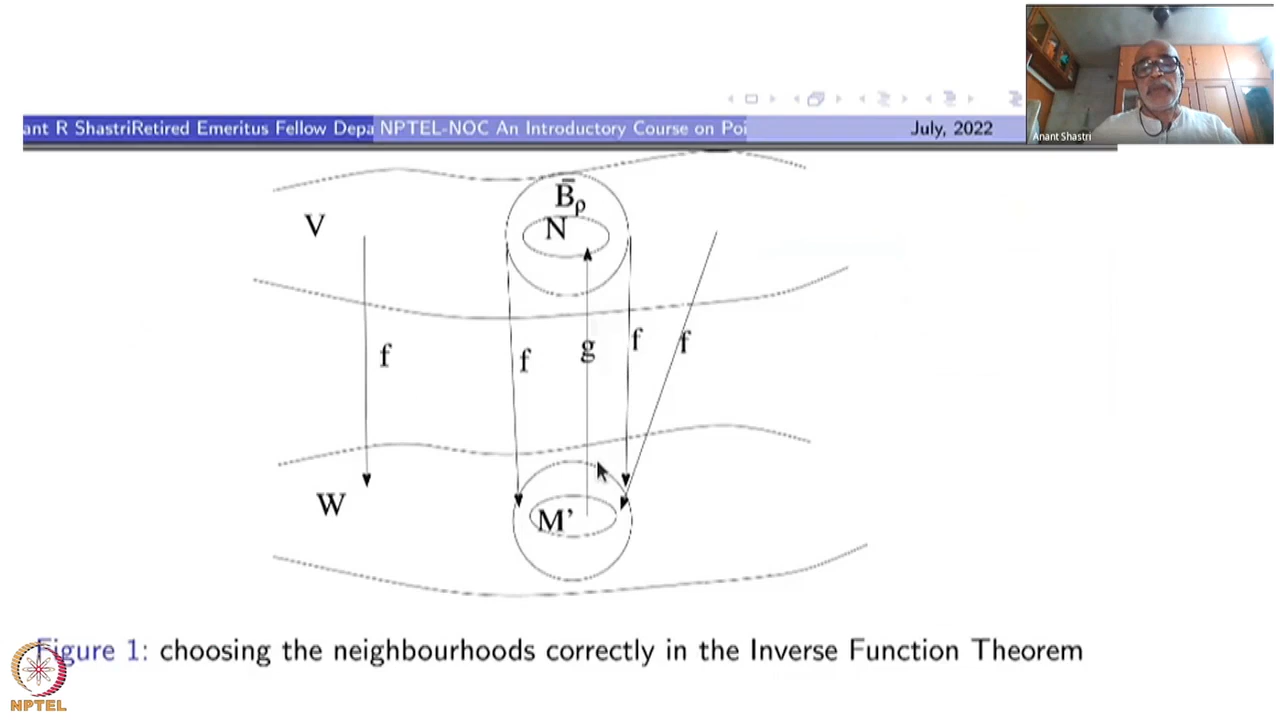 Anant Shastri
ant R ShastriRetired Emeritus Fellow Depa NPTEL-NOC An Introductory Course on Poi July, 2022
B̄ρ
V N
f f g f f
W M’
Figure 1: choosing the neighbourhoods correctly in the Inverse Function Theorem
NPTEL